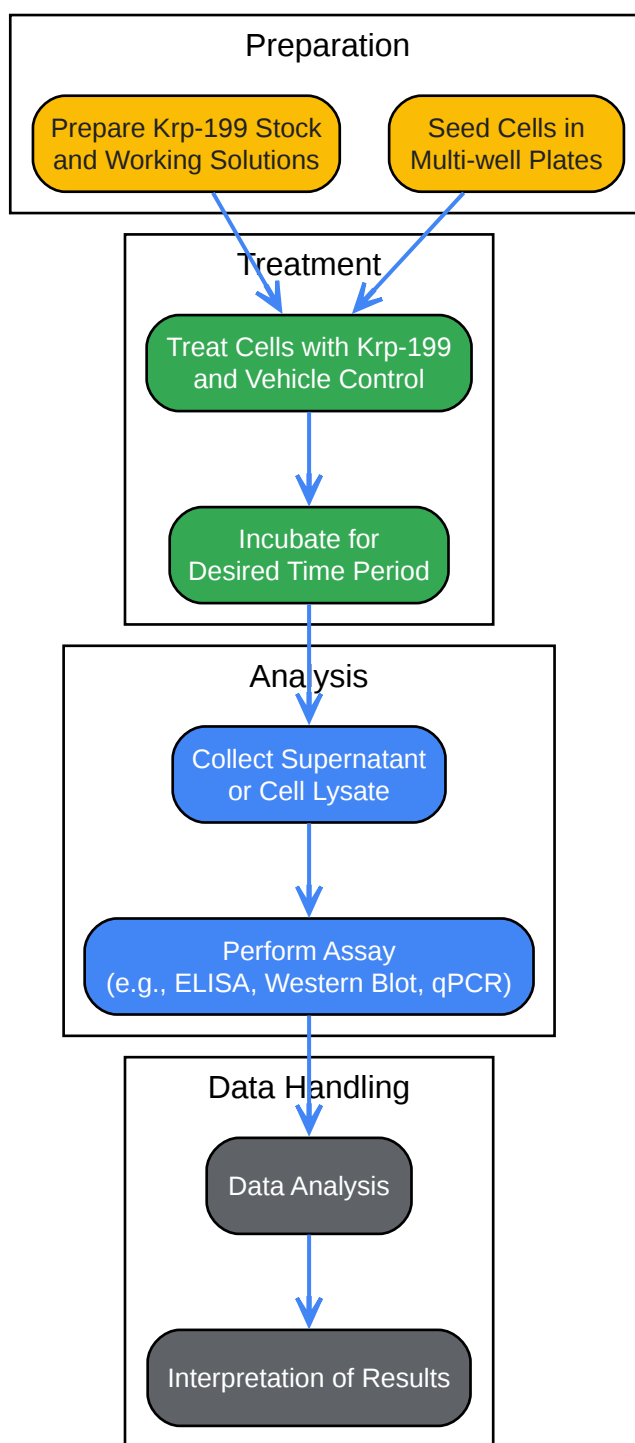 Preparation
Prepare Krp-199 Stock
and Working Solutions
Seed Cells in
Multi-well Plates
Treatment
Treat Cells with Krp-199
and Vehicle Control
Incubate for
Desired Time Period
Analysis
Collect Supernatant
or Cell Lysate
Perform Assay
(e.g., ELISA, Western Blot, qPCR)
Data Handling
Data Analysis
Interpretation of Results